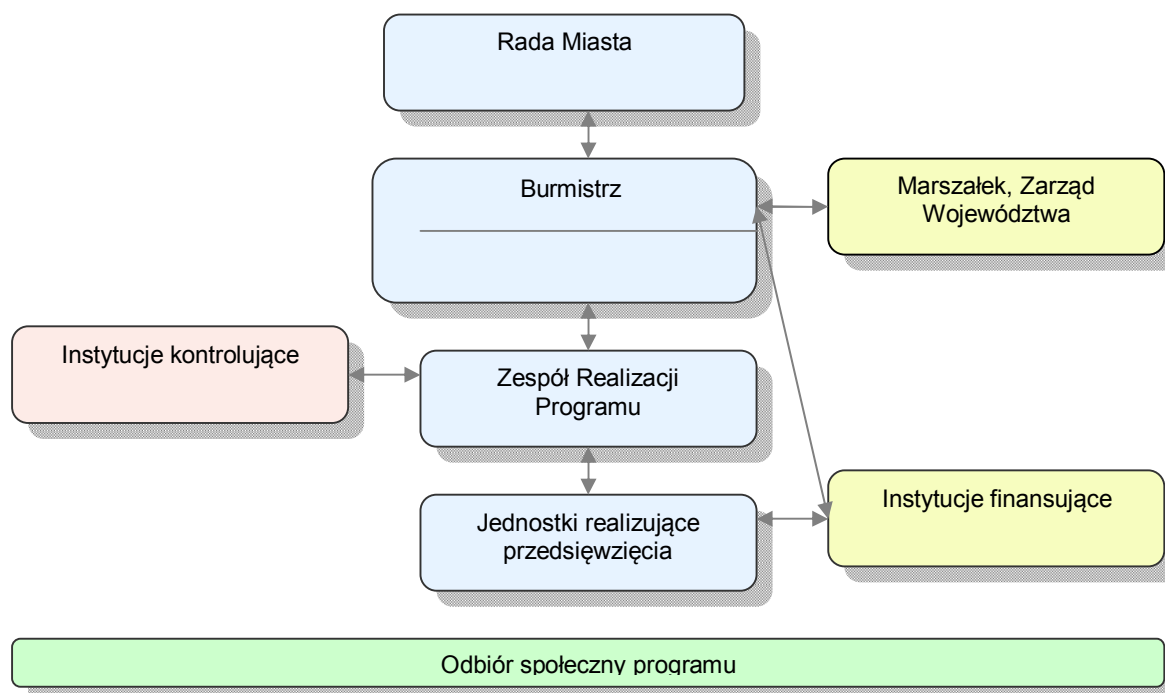 Rada Miasta
Burmistrz
Marszałek, Zarząd
Województwa
Instytucje kontrolujące
Zespół Realizacji
Programu
Jednostki realizujące
przedsięwzięcia
Instytucje finansujące
Odbiór społeczny programu